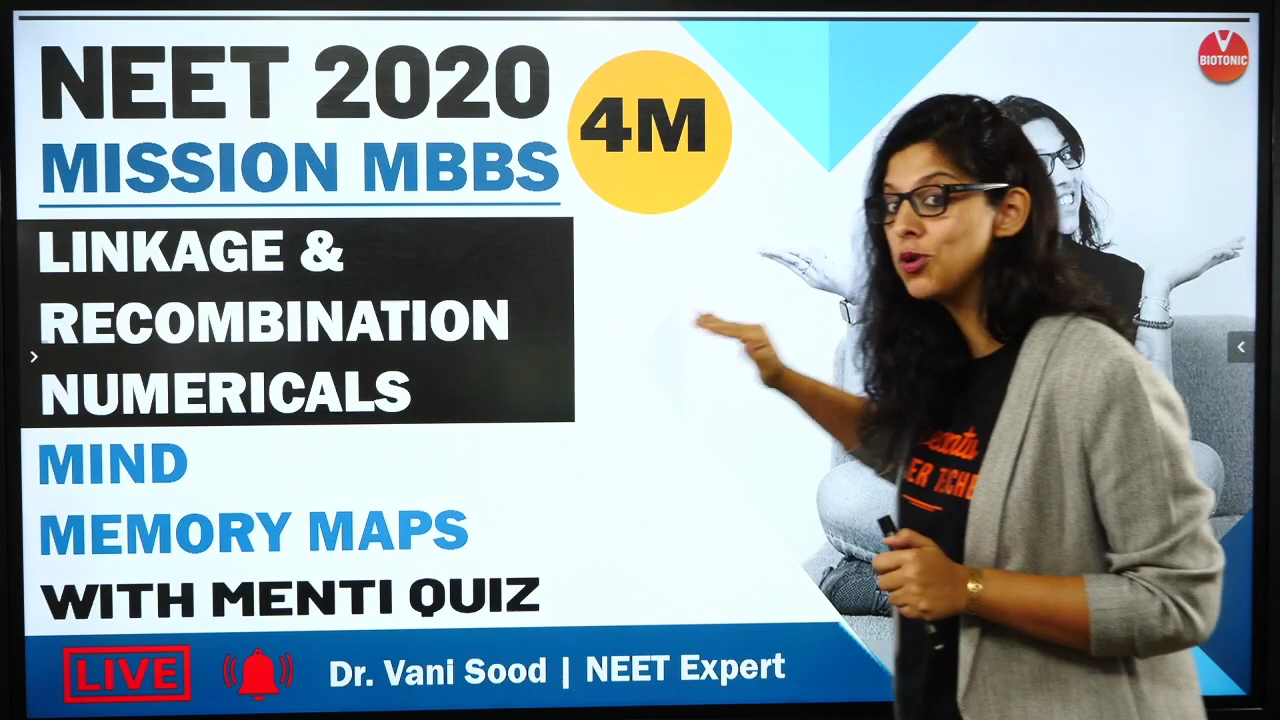 NEET 2020
MISSION MBBS
4M
V
BIOTONIC
LINKAGE &
RECOMBINATION
NUMERICALS
MIND
MEMORY MAPS
WITH MENTI QUIZ
LIVE
Dr. Vani Sood | NEET Expert